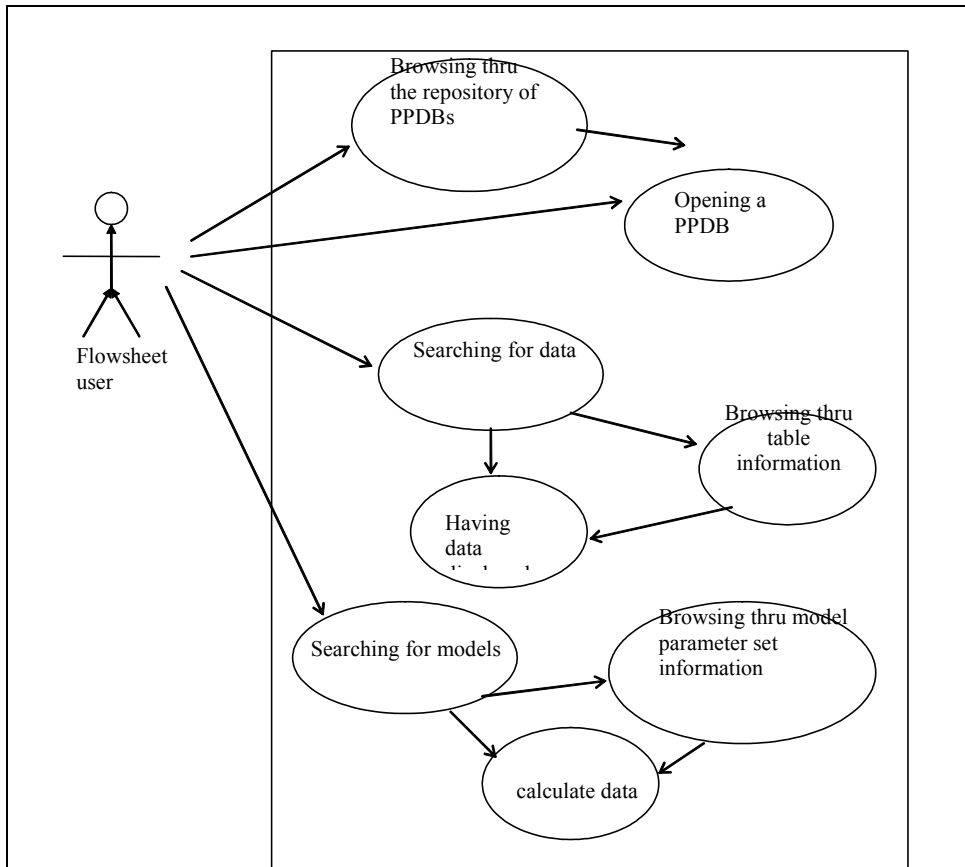 Browsing thru
the repository of
PPDBs
Opening a
PPDB
Flowsheet
user
Searching for data
Browsing thru
table
information
Having
data
Searching for models
Browsing thru model
parameter set
information
calculate data